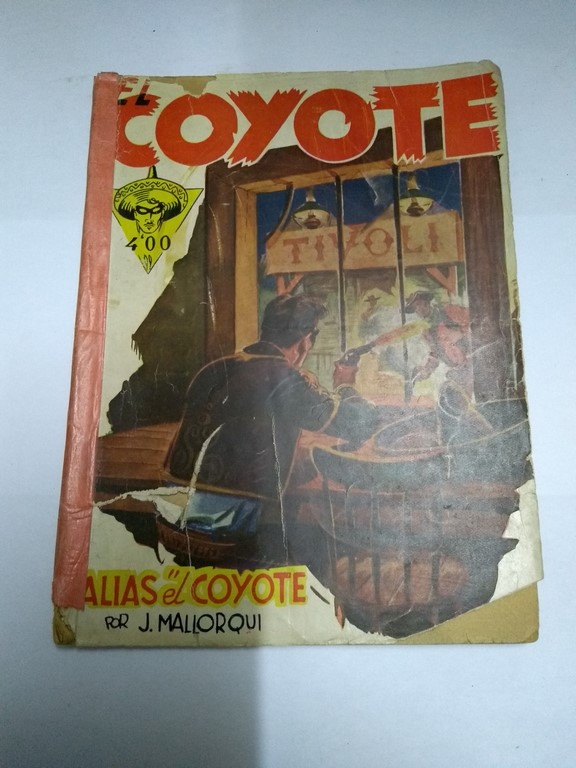 EL
COYOTE
4'00
TIVOLI
ALIAS "el COYOTE
POR J. MALLORQUI